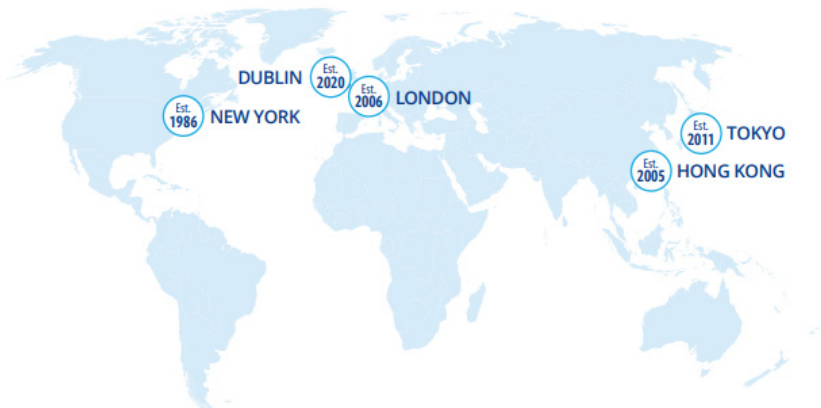 DUBLIN
Est.
2020
Est.
2006
LONDON
Est.
1986
NEW YORK
Est.
2011
TOKYO
Est.
2005
HONG KONG